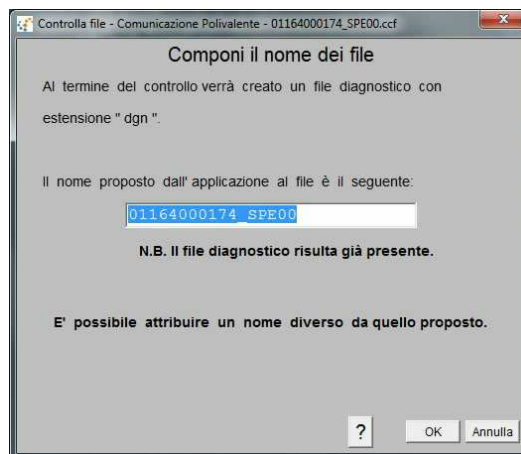 Controlla file - Comunicazione Polivalente - 01164000174_SPE00.ccf
Componi il nome dei file
Al termine del controllo verrà creato un file diagnostico con
estensione " dgn ".
Il nome proposto dall' applicazione al file è il seguente:
01164000174_SPE00
N.B. Il file diagnostico risulta già presente.
E' possibile attribuire un nome diverso da quello proposto.
? OK Annulla